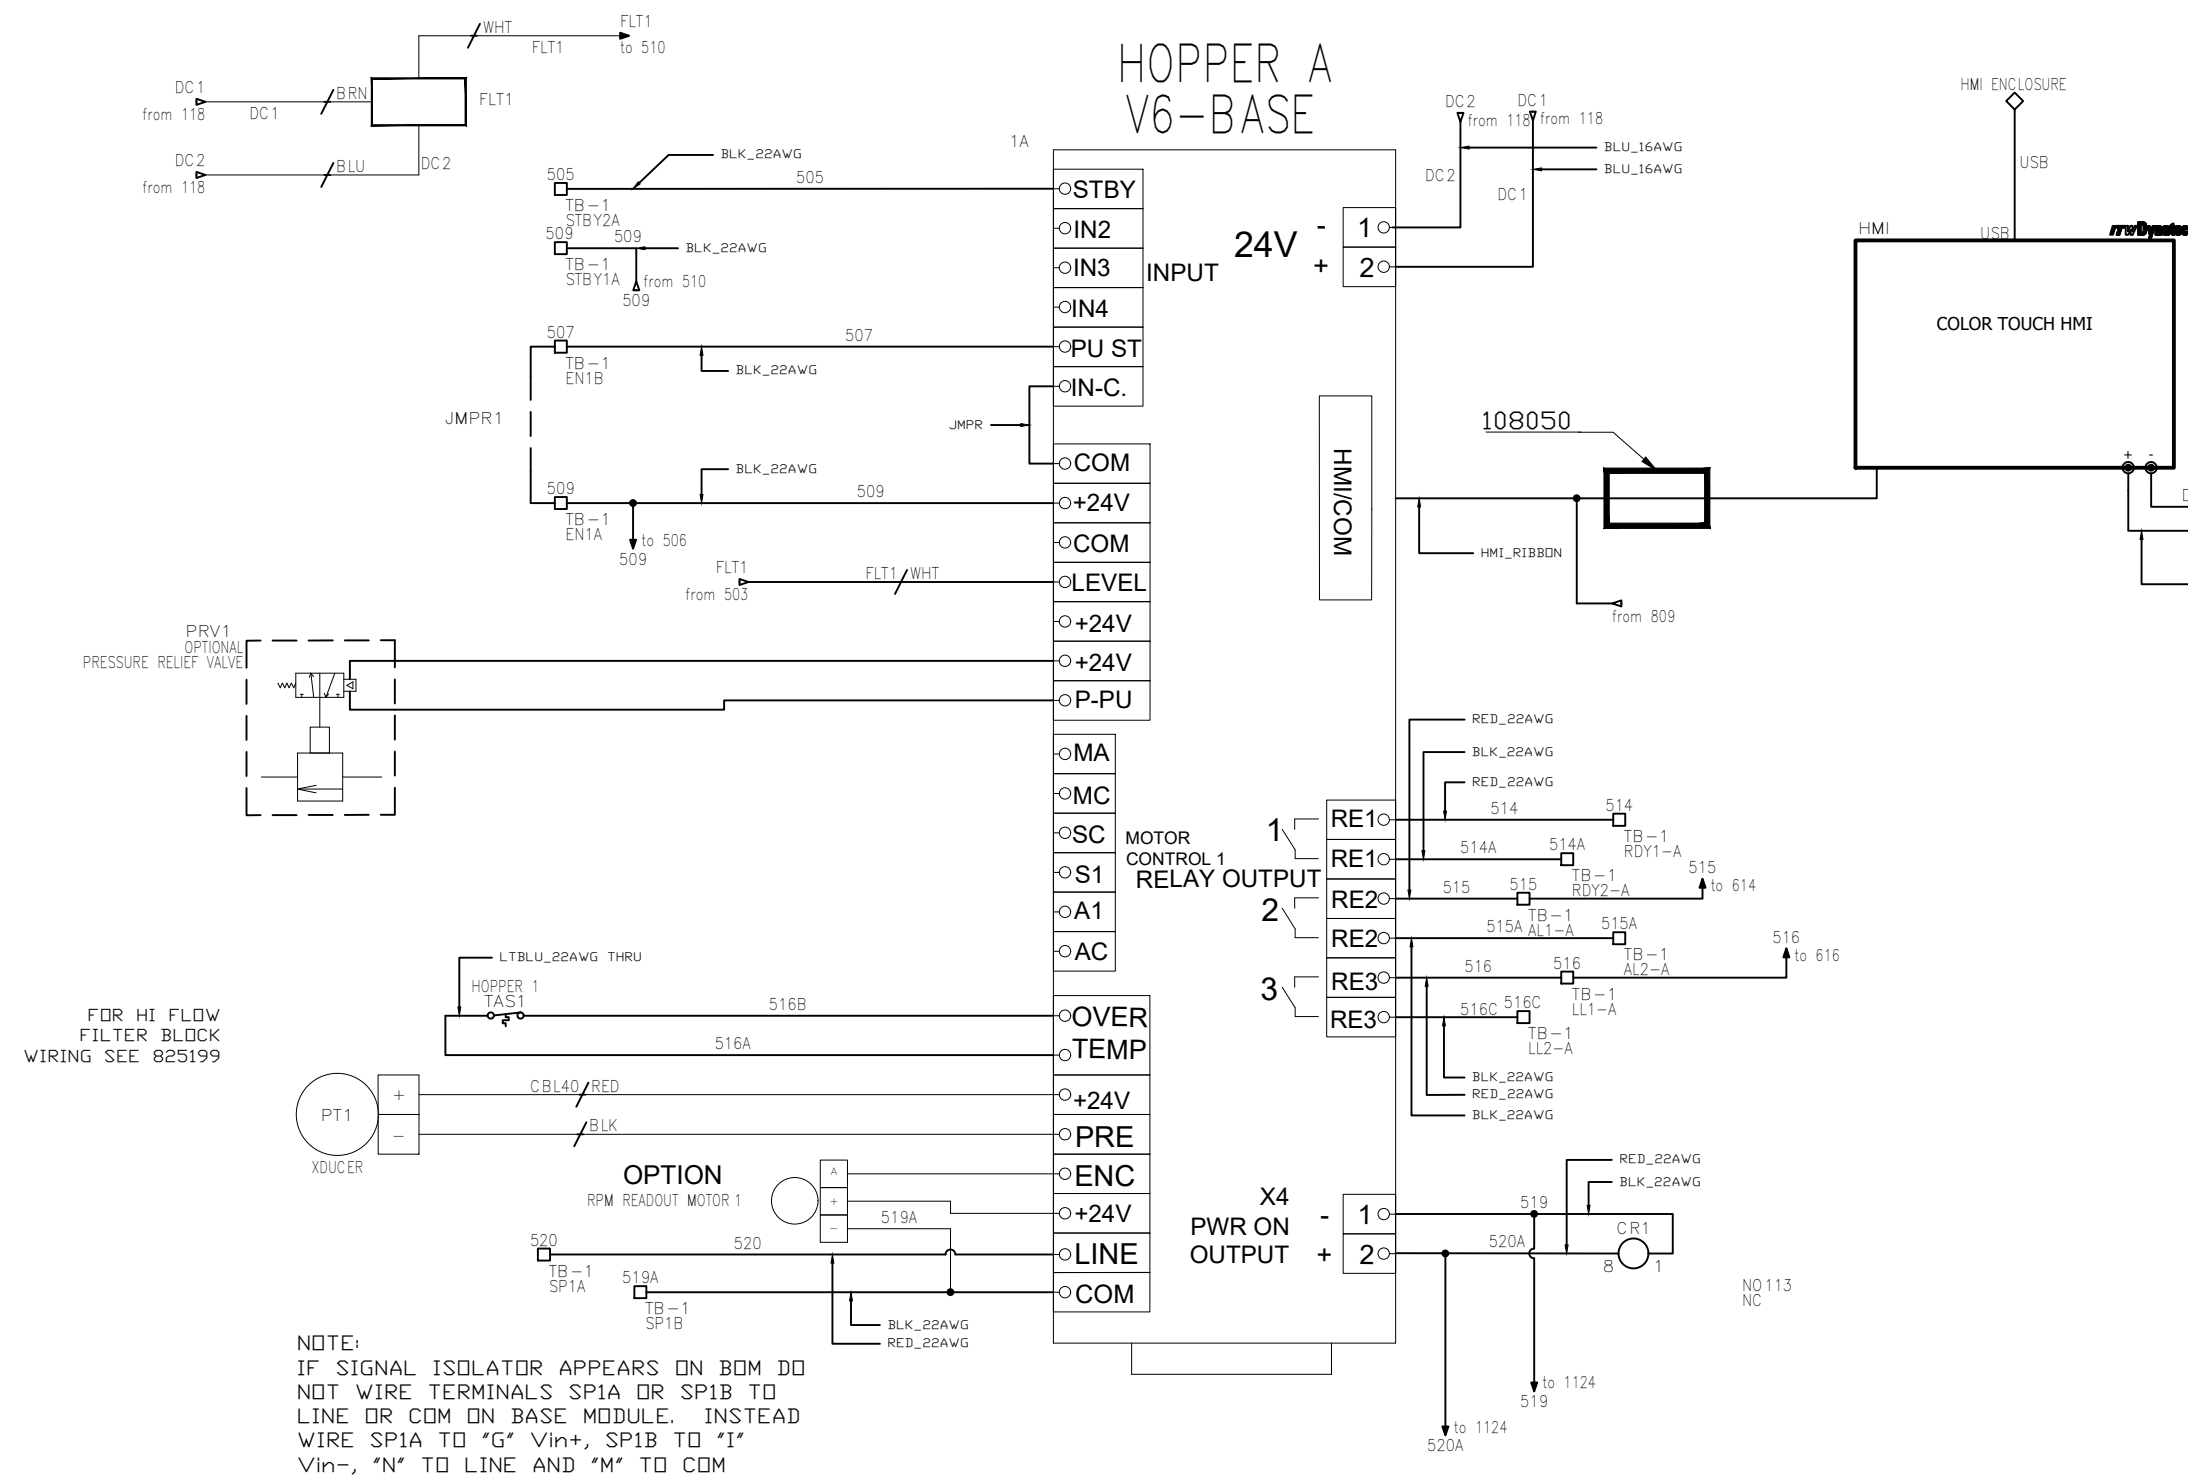 WHT
FLT1
FLT1
to 510
DC1
from 118
DC1
BRN
FLT1
DC2
from 118
BLU
DC2
HOPPER A
V6-BASE
1A
BLK_22AWG
505
505
TB-1
STBY2A
509
509
BLK_22AWG
TB-1
STBY1A
from 510
509
507
507
TB-1
EN1B
BLK_22AWG
JMPR1
JMPR
BLK_22AWG
509
509
TB-1
EN1A
to 506
509
FLT1
from 503
FLT1
WHT
PRV1
OPTIONAL
PRESSURE RELIEF VALVE
LTBLU_22AWG THRU
HOPPER 1
TAS1
516B
516A
FOR HI FLOW
FILTER BLOCK
WIRING SEE 825199
PT1
+
-
XDUCER
CBL40
RED
BLK
OPTION
RPM READOUT MOTOR 1
A
+
-
519A
520
520
TB-1
SP1A
519A
TB-1
SP1B
BLK_22AWG
RED_22AWG
NOTE:
IF SIGNAL ISOLATOR APPEARS ON BOM DO
NOT WIRE TERMINALS SP1A OR SP1B TO
LINE OR COM ON BASE MODULE. INSTEAD
WIRE SP1A TO "G" Vin+, SP1B TO "I"
Vin-, "N" TO LINE AND "M" TO COM
STBY
IN2
IN3
INPUT
IN4
PU ST
IN-C.
COM
+24V
COM
LEVEL
+24V
+24V
P-PU
MA
MC
SC
MOTOR
CONTROL 1
S1
A1
AC
OVER
TEMP
+24V
PRE
ENC
+24V
LINE
COM
24V
-
1
+
2
HMI/COM
RELAY OUTPUT
1
RE1
RE1
2
RE2
RE2
3
RE3
RE3
X4
PWR ON
OUTPUT
-
1
+
2
DC2
from 118
DC1
from 118
BLU_16AWG
BLU_16AWG
DC2
DC1
108050
HMI_RIBBON
from 809
HMI ENCLOSURE
USB
HMI
USB
ITWDynatec
COLOR TOUCH HMI
+
-
RED_22AWG
BLK_22AWG
RED_22AWG
514
514
TB-1
RDY1-A
514A
514A
TB-1
RDY2-A
515
515
515
to 614
TB-1
AL1-A
515A
515A
TB-1
AL2-A
516
516
516
to 616
TB-1
LL1-A
516C
516C
TB-1
LL2-A
BLK_22AWG
RED_22AWG
BLK_22AWG
RED_22AWG
BLK_22AWG
519
520A
CR1
8
1
NO 113
NC
to 1124
519
to 1124
520A